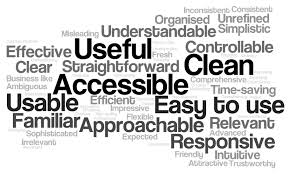 Inconsistent Consistent
Organised Unrefined
Misleading Understandable Simplistic
Effective Useful Controllable
Fresh
Clear Straightforward Clean
Business like Comprehensive
Ambiguous Accessible Time-saving
Usable Efficient Easy to use
Impressive
Familiar Flexible Relevant
Approachable
Sophisticated Advanced
Irrelevant Expected Responsive
Friendly Intuitive
Attractive Trustworthy